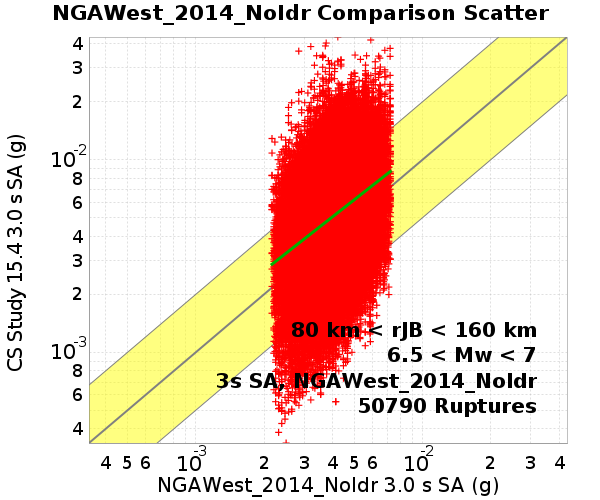 NGAWest_2014_NoIdr Comparison Scatter
CS Study 15.4 3.0 s SA (g)
4
3
2
10-2
8
6
4
3
2
10-3
8
6
4
80 km < rJB < 160 km
6.5 < Mw < 7
3s SA, NGAWest_2014_NoIdr
50790 Ruptures
4 5 6 10-3 2 3 4 5 6 10-2 2 3 4
NGAWest_2014_NoIdr 3.0 s SA (g)